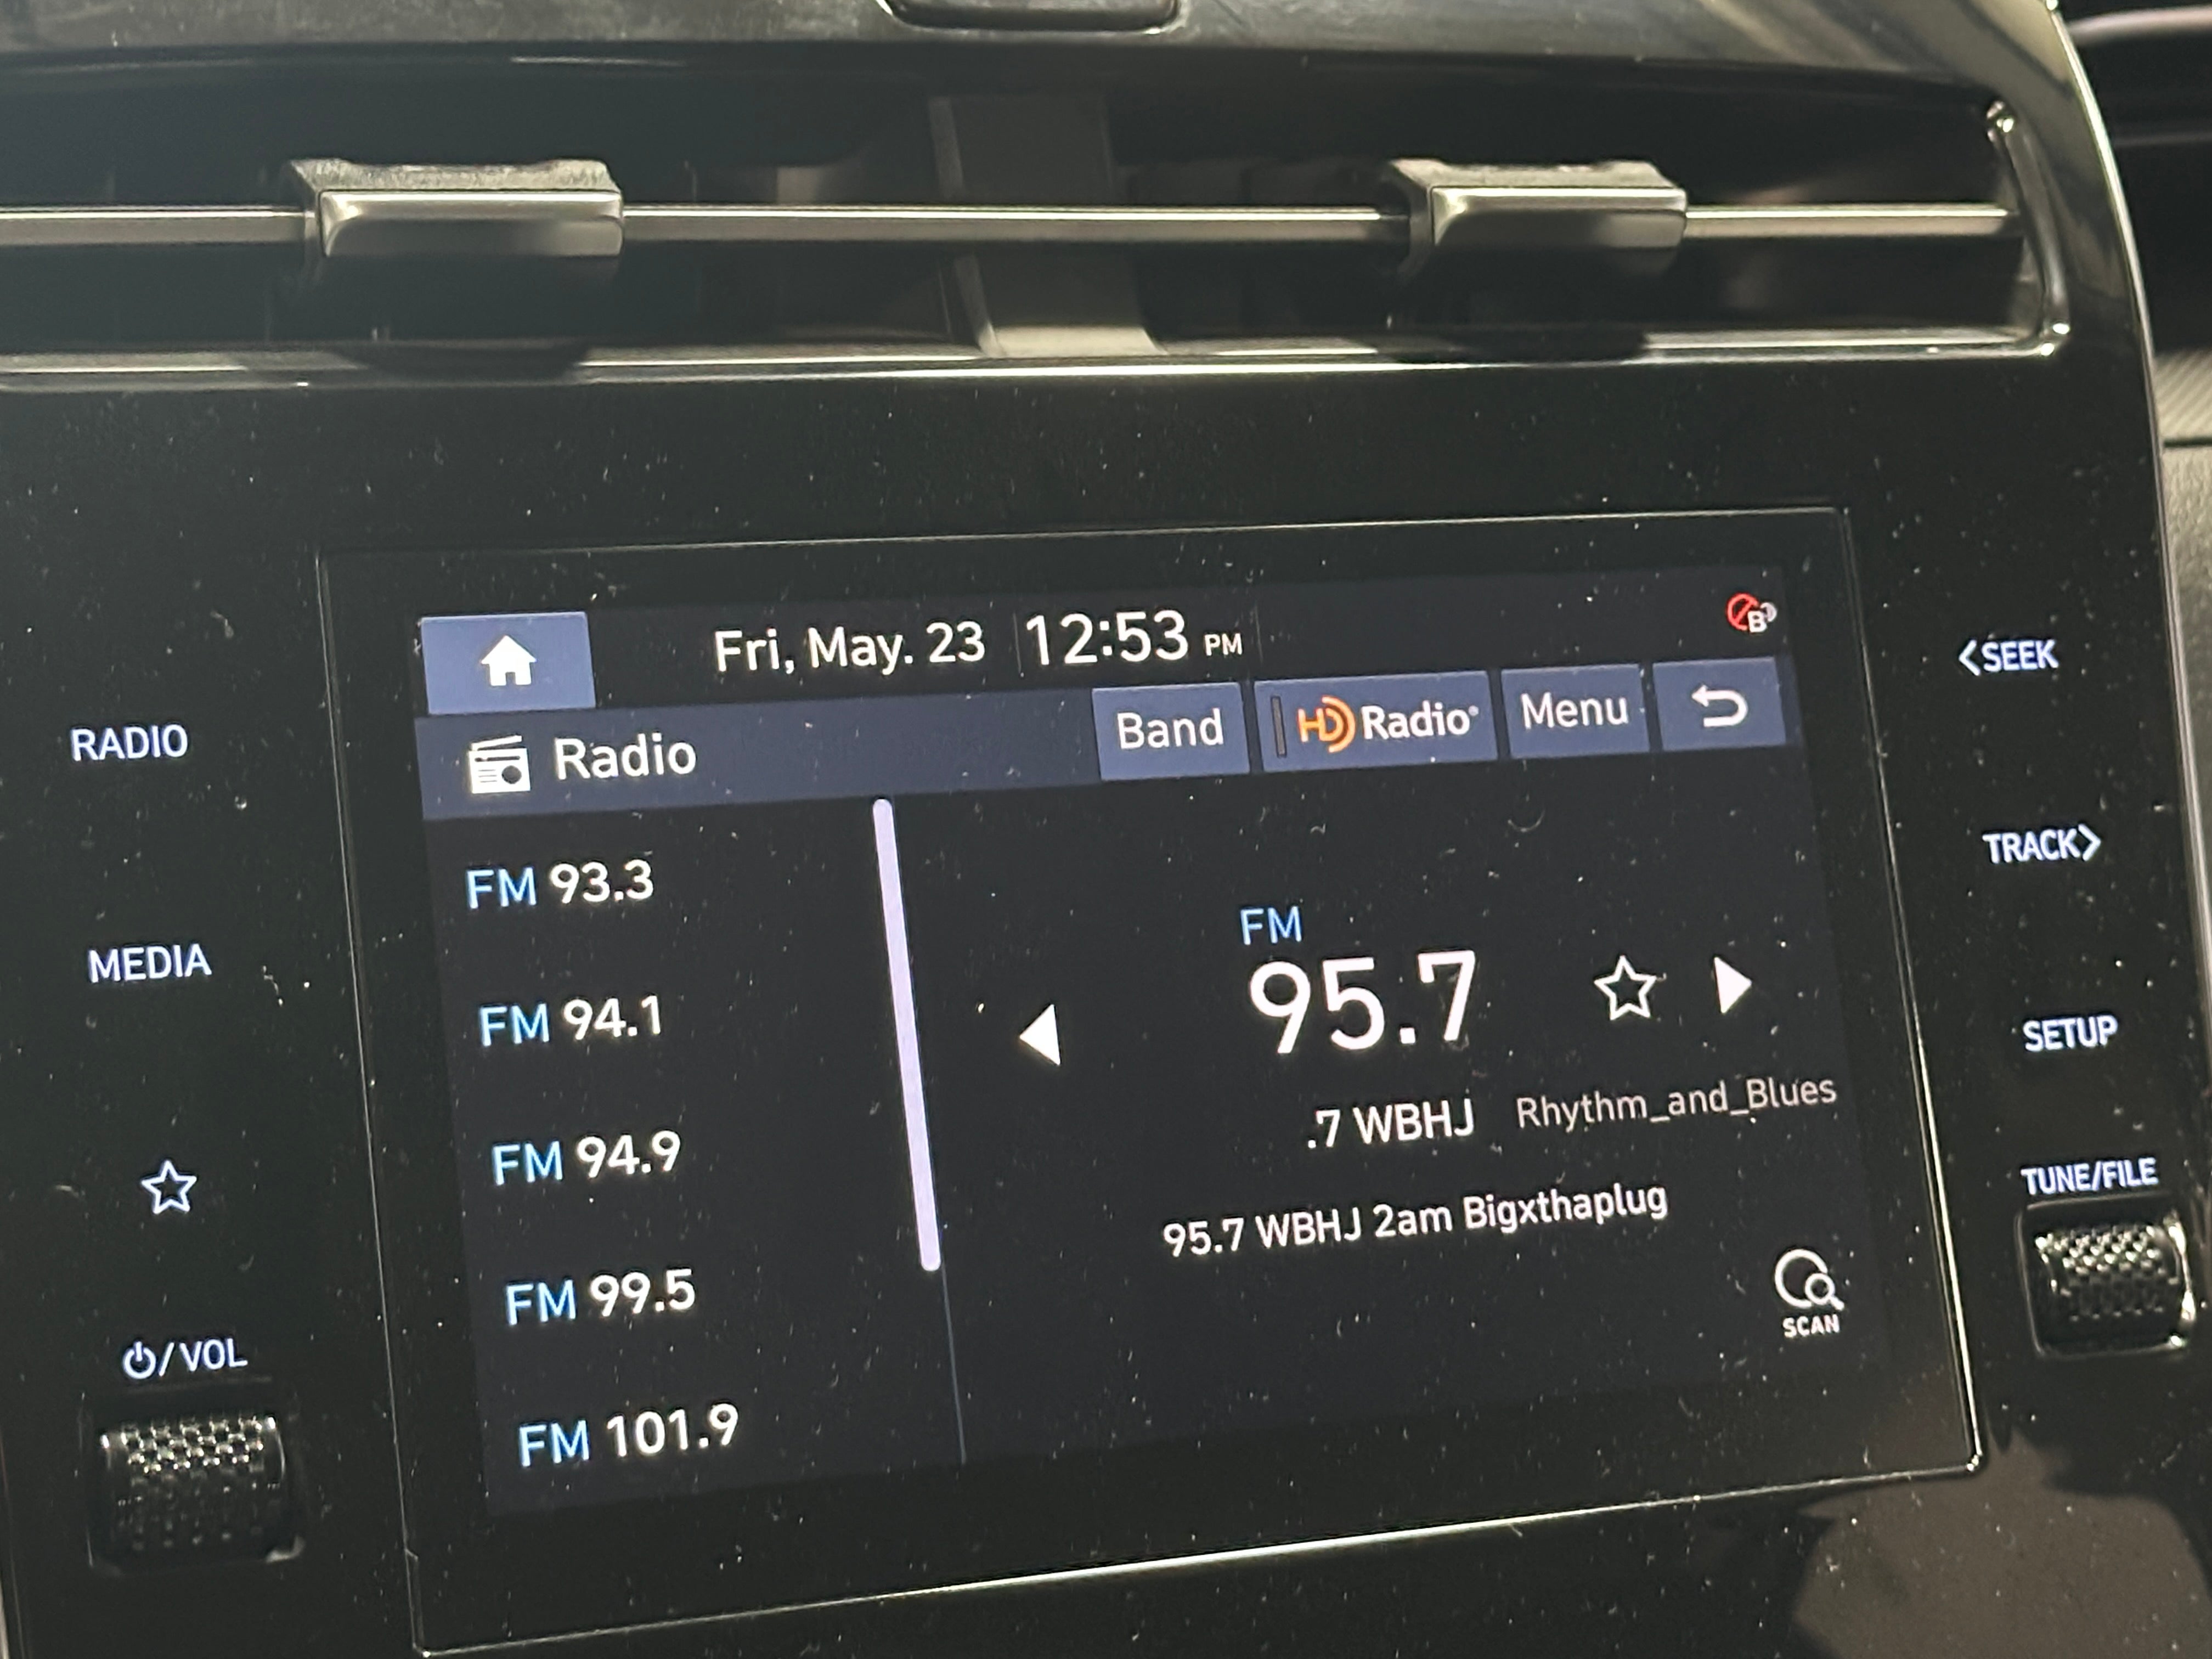 Fri, May. 23 12:53 PM
B
Radio Band HD Radio® Menu
RADIO
MEDIA
/VOL
FM 93.3
FM 94.1
FM 94.9
FM 99.5
FM 101.9
FM
95.7
.7 WBHJ Rhythm_and_Blues
95.7 WBHJ 2am Bigxthaplug
SCAN
<SEEK
TRACK>
SETUP
TUNE/FILE